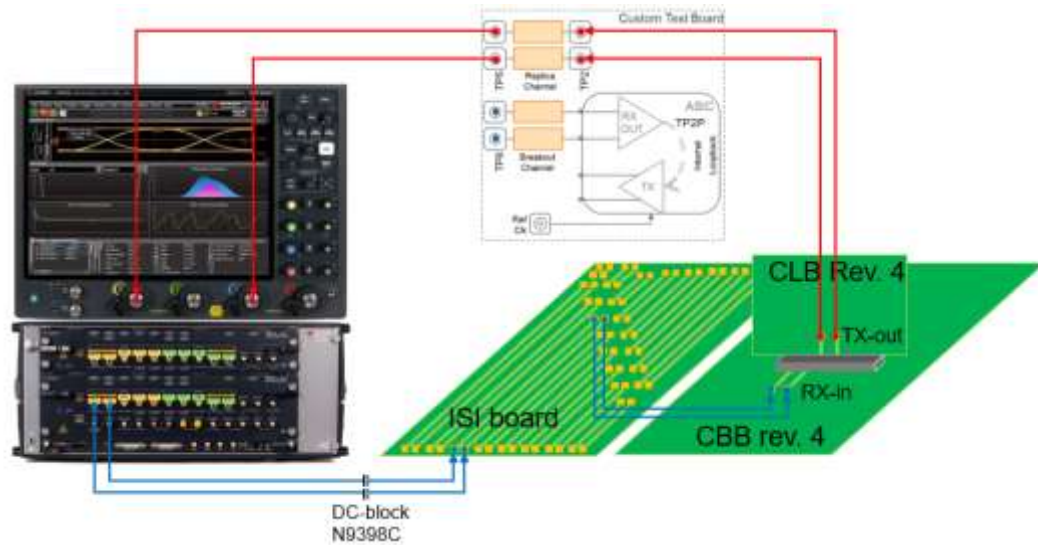 Custom Test Board
TP5
Replica
Channel
TP2
ASIC
RX
OUT
TP2P
Internal
Loopback
TP6
Breakout
Channel
TX
Ref
Clk
CLB Rev. 4
TX-out
RX-in
ISI board
CBB rev. 4
DC-block
N9398C